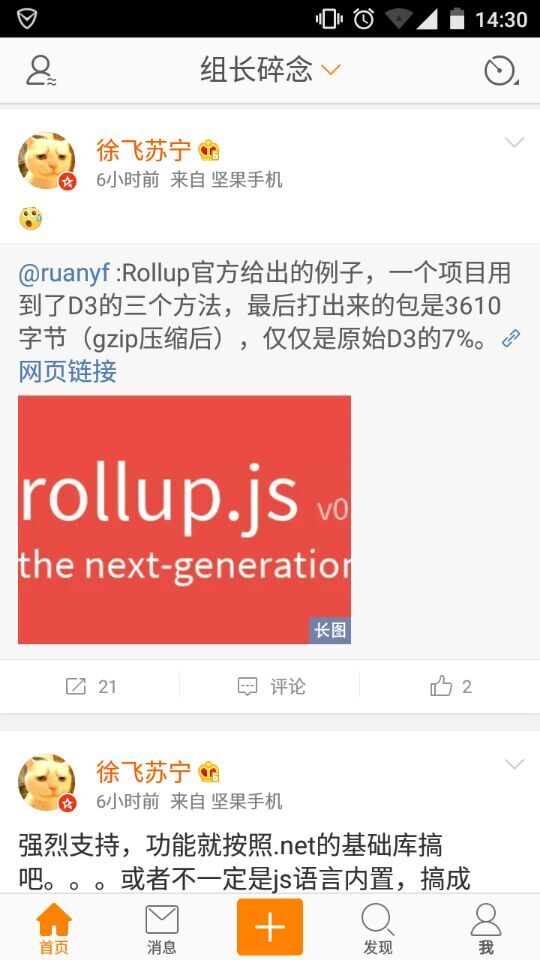 14:30
组长碎念
徐飞苏宁
6小时前 来自 坚果手机
@ruanyf :Rollup官方给出的例子，一个项目用
到了D3的三个方法，最后打出来的包是3610
字节（gzip压缩后），仅仅是原始D3的7%。
网页链接
rollup.js v0
the next-generation
长图
21 评论 2
徐飞苏宁
6小时前 来自 坚果手机
强烈支持，功能就按照.net的基础库搞
吧。。。或者不一定是js语言内置，搞成
首页 消息 发现 我